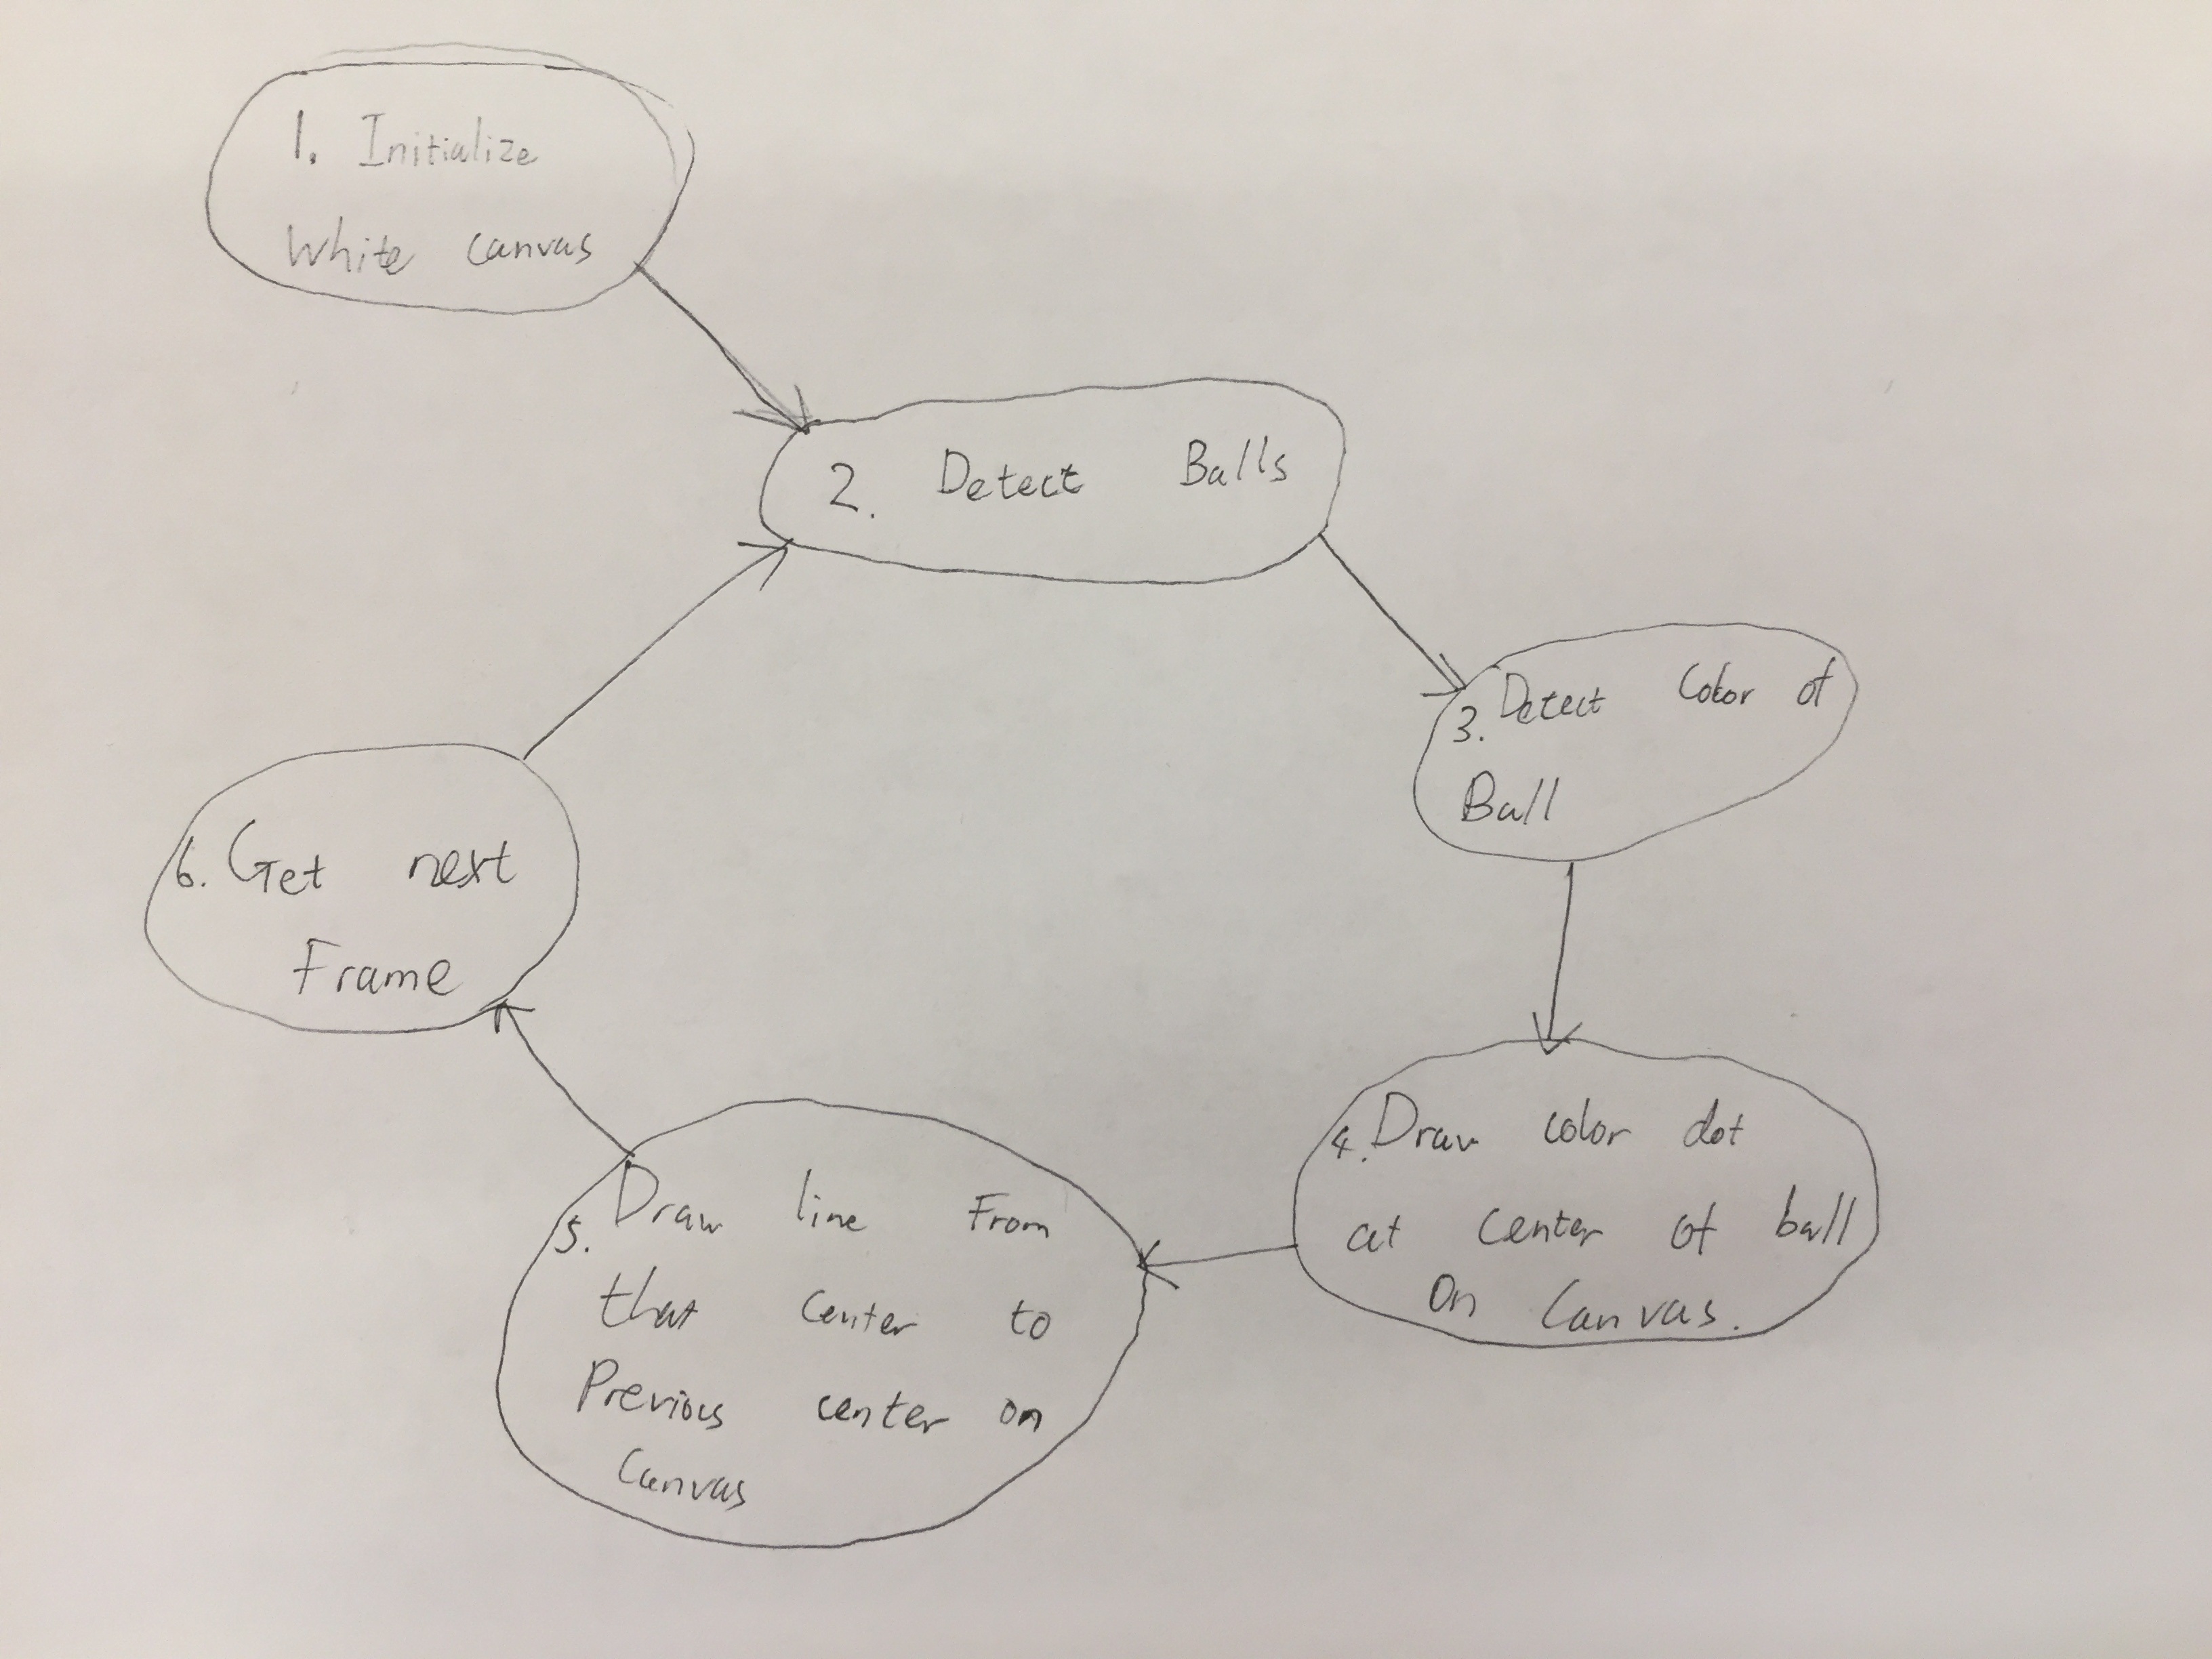 1. Initialize
White canvas
2. Detect Balls
3. Detect Color of
Ball
4. Draw color dot
at center of ball
On Canvas.
5. Draw line From
that center to
Previous center on
Canvas
6. Get next
Frame